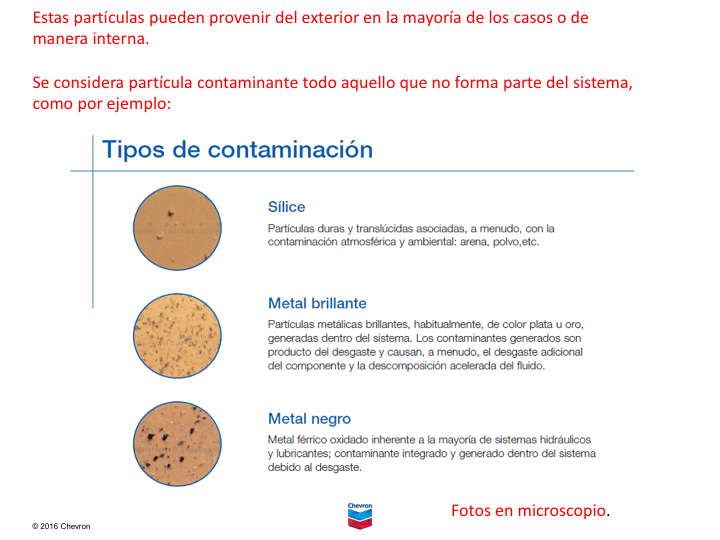 Estas partículas pueden provenir del exterior en la mayoría de los casos o de
manera interna.
Se considera partícula contaminante todo aquello que no forma parte del sistema,
como por ejemplo:
Tipos de contaminación
Sílice
Partículas duras y translúcidas asociadas, a menudo, con la
contaminación atmosférica y ambiental: arena, polvo,etc.
Metal brillante
Partículas metálicas brillantes, habitualmente, de color plata u oro,
generadas dentro del sistema. Los contaminantes generados son
producto del desgaste y causan, a menudo, el desgaste adicional
del componente y la descomposición acelerada del fluido.
Metal negro
Metal férrico oxidado inherente a la mayoría de sistemas hidráulicos
y lubricantes; contaminante integrado y generado dentro del sistema
debido al desgaste.
Chevron
Fotos en microscopio.
© 2016 Chevron